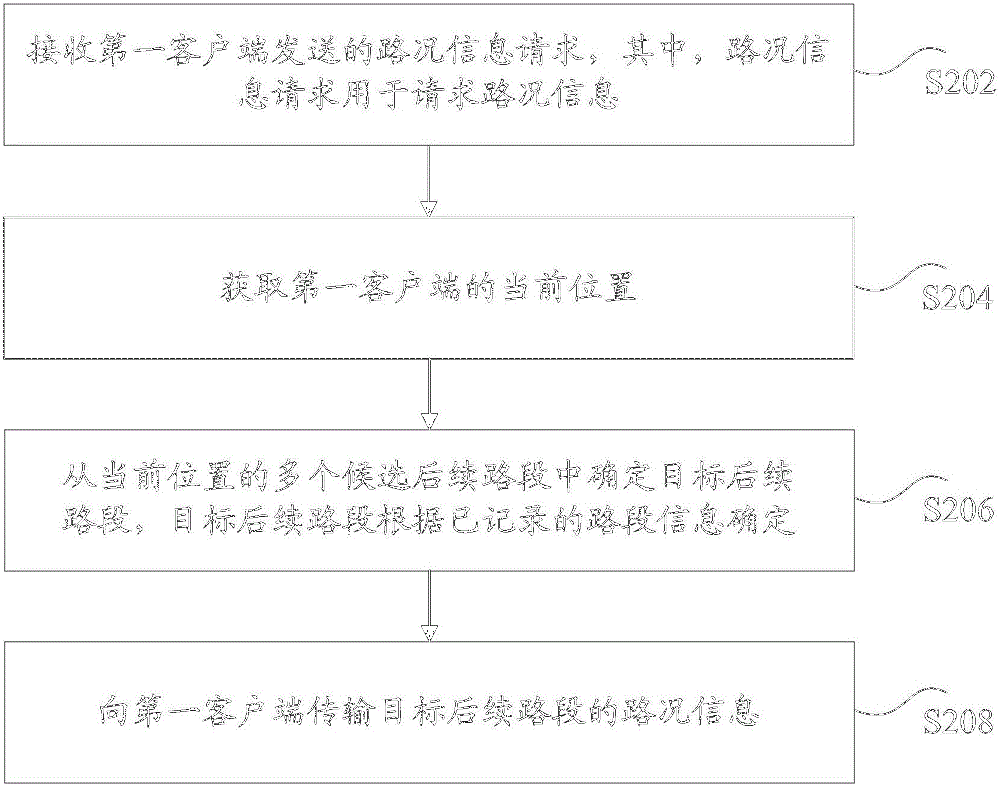 接收第一客户端发送的路况信息请求，其中，路况信
息请求用于请求路况信息
S202
获取第一客户端的当前位置
S204
从当前位置的多个候选后续路段中确定目标后续
路段，目标后续路段根据已记录的路段信息确定
S206
向第一客户端传输目标后续路段的路况信息
S208